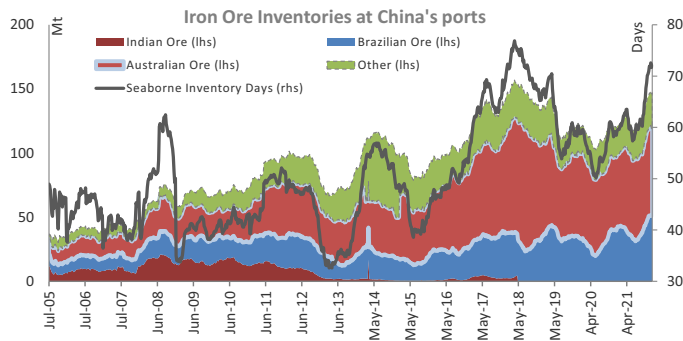 Iron Ore Inventories at China's ports
Mt
Days
Indian Ore (lhs)
Brazilian Ore (lhs)
Australian Ore (lhs)
Other (lhs)
Seaborne Inventory Days (rhs)
200
150
100
50
0
80
70
60
50
40
30
Jul-05
Jul-06
Jul-07
Jun-08
Jun-09
Jun-10
Jun-11
Jun-12
Jun-13
May-14
May-15
May-16
May-17
May-18
May-19
Apr-20
Apr-21